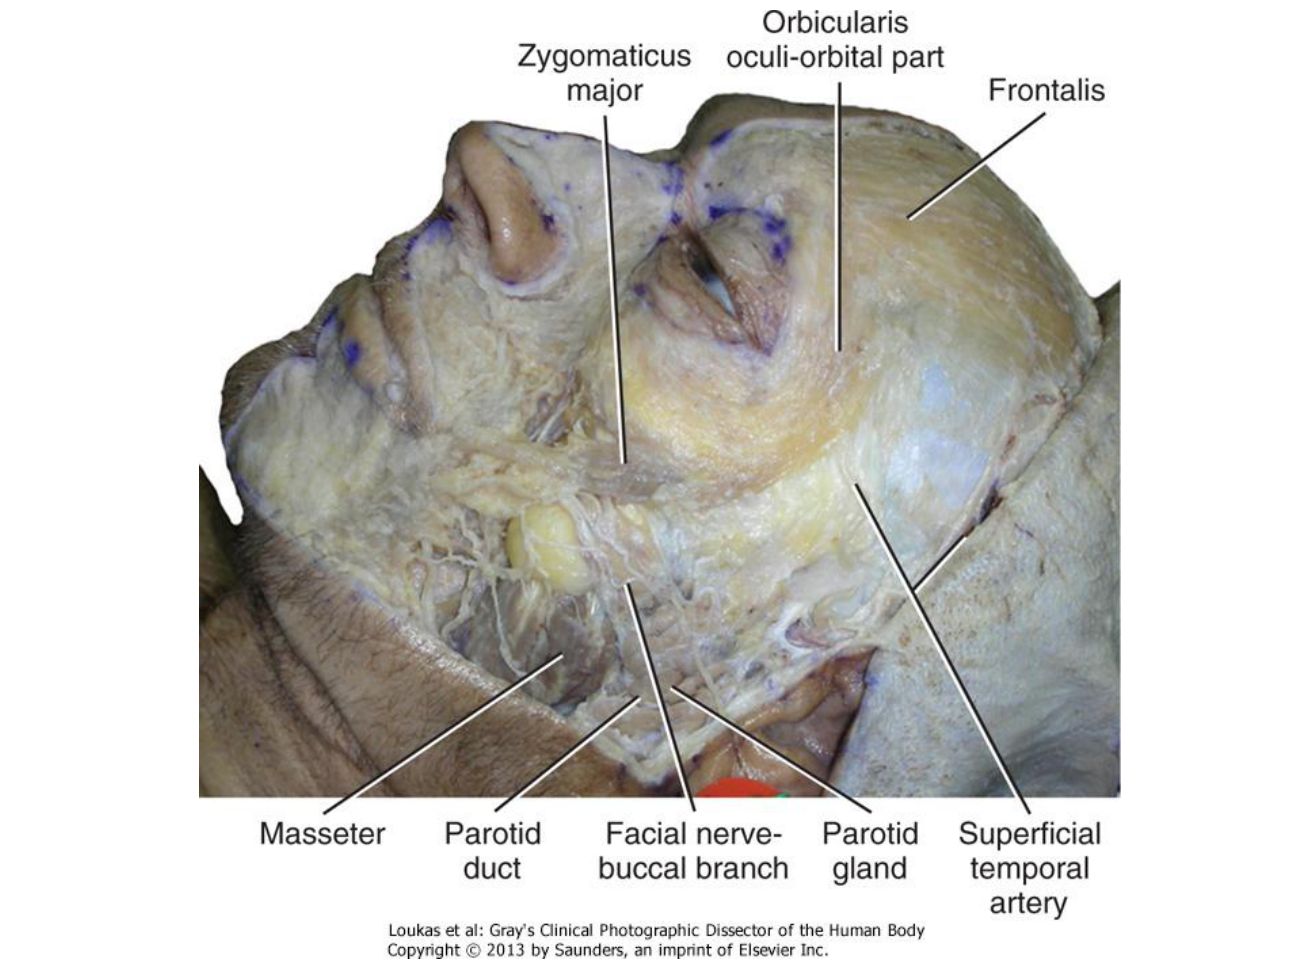 Orbicularis
oculi-orbital part
Zygomaticus
major
Frontalis
Masseter
Parotid
duct
Facial nerve-
buccal branch
Parotid
gland
Superficial
temporal
artery
Loukas et al: Gray's Clinical Photographic Dissector of the Human Body
Copyright © 2013 by Saunders, an imprint of Elsevier Inc.